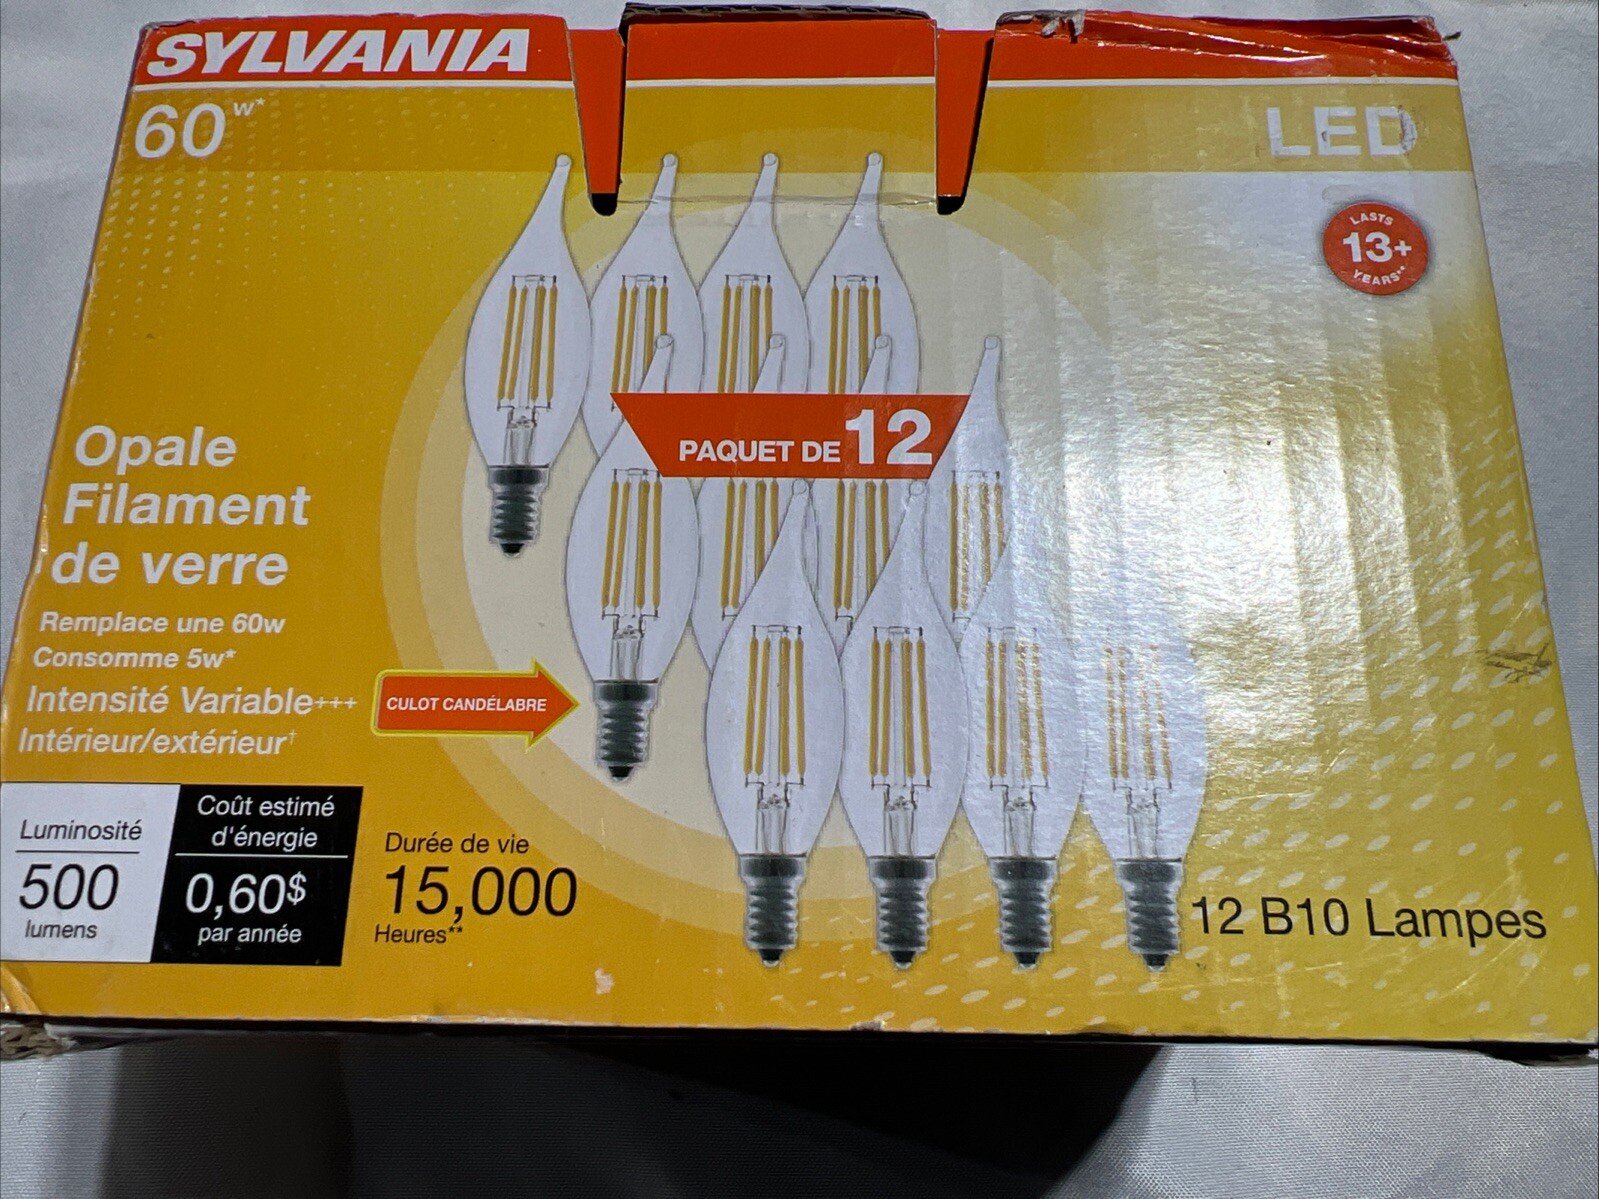 SYLVANIA
60w*
LED
LASTS
13+
YEARS**
PAQUET DE 12
Opale
Filament
de verre
Remplace une 60w
Consomme 5w*
Intensité Variable+++
Intérieur/extérieur†
CULOT CANDÉLABRE
Luminosité
500
lumens
Coût estimé
d'énergie
0,60$
par année
Durée de vie
15,000
Heures**
12 B10 Lampes